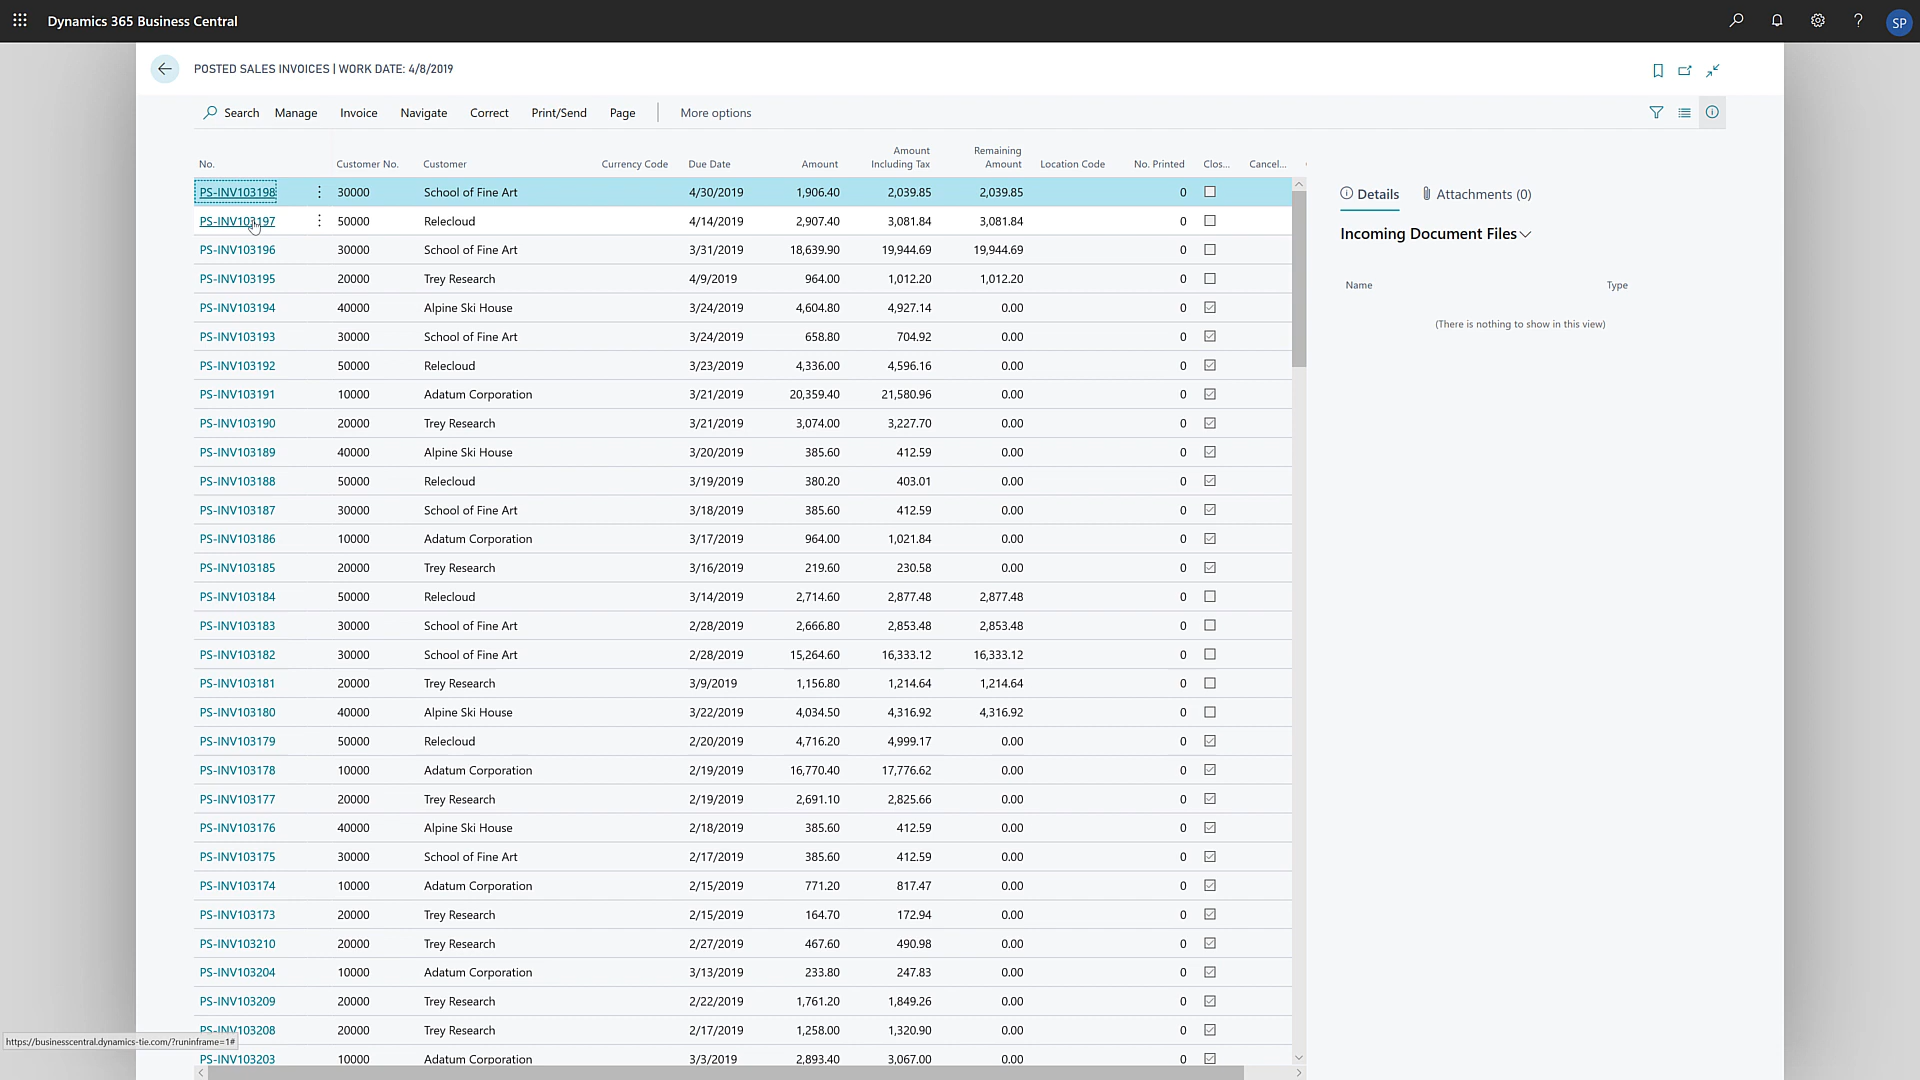 Dynamics 365 Business Central
SP
POSTED SALES INVOICES | WORK DATE: 4/8/2019
Search Manage Invoice Navigate Correct Print/Send Page More options
No. Customer No. Customer Currency Code Due Date Amount Amount Including Tax Remaining Amount Location Code No. Printed Clos... Cancel...
PS-INV103198 30000 School of Fine Art 4/30/2019 1,906.40 2,039.85 2,039.85 0
PS-INV103197 50000 Relecloud 4/14/2019 2,907.40 3,081.84 3,081.84 0
PS-INV103196 30000 School of Fine Art 3/31/2019 18,639.90 19,944.69 19,944.69 0
PS-INV103195 20000 Trey Research 4/9/2019 964.00 1,012.20 1,012.20 0
PS-INV103194 40000 Alpine Ski House 3/24/2019 4,604.80 4,927.14 0.00 0
PS-INV103193 30000 School of Fine Art 3/24/2019 658.80 704.92 0.00 0
PS-INV103192 50000 Relecloud 3/23/2019 4,336.00 4,596.16 0.00 0
PS-INV103191 10000 Adatum Corporation 3/21/2019 20,359.40 21,580.96 0.00 0
PS-INV103190 20000 Trey Research 3/21/2019 3,074.00 3,227.70 0.00 0
PS-INV103189 40000 Alpine Ski House 3/20/2019 385.60 412.59 0.00 0
PS-INV103188 50000 Relecloud 3/19/2019 380.20 403.01 0.00 0
PS-INV103187 30000 School of Fine Art 3/18/2019 385.60 412.59 0.00 0
PS-INV103186 10000 Adatum Corporation 3/17/2019 964.00 1,021.84 0.00 0
PS-INV103185 20000 Trey Research 3/16/2019 219.60 230.58 0.00 0
PS-INV103184 50000 Relecloud 3/14/2019 2,714.60 2,877.48 2,877.48 0
PS-INV103183 30000 School of Fine Art 2/28/2019 2,666.80 2,853.48 2,853.48 0
PS-INV103182 30000 School of Fine Art 2/28/2019 15,264.60 16,333.12 16,333.12 0
PS-INV103181 20000 Trey Research 3/9/2019 1,156.80 1,214.64 1,214.64 0
PS-INV103180 40000 Alpine Ski House 3/22/2019 4,034.50 4,316.92 4,316.92 0
PS-INV103179 50000 Relecloud 2/20/2019 4,716.20 4,999.17 0.00 0
PS-INV103178 10000 Adatum Corporation 2/19/2019 16,770.40 17,776.62 0.00 0
PS-INV103177 20000 Trey Research 2/19/2019 2,691.10 2,825.66 0.00 0
PS-INV103176 40000 Alpine Ski House 2/18/2019 385.60 412.59 0.00 0
PS-INV103175 30000 School of Fine Art 2/17/2019 385.60 412.59 0.00 0
PS-INV103174 10000 Adatum Corporation 2/15/2019 771.20 817.47 0.00 0
PS-INV103173 20000 Trey Research 2/15/2019 164.70 172.94 0.00 0
PS-INV103210 20000 Trey Research 2/27/2019 467.60 490.98 0.00 0
PS-INV103204 10000 Adatum Corporation 3/13/2019 233.80 247.83 0.00 0
PS-INV103209 20000 Trey Research 2/22/2019 1,761.20 1,849.26 0.00 0
PS-INV103208 20000 Trey Research 2/17/2019 1,258.00 1,320.90 0.00 0
PS-INV103203 10000 Adatum Corporation 3/3/2019 2,893.40 3,067.00 0.00 0
Details Attachments (0)
Incoming Document Files
Name Type
(There is nothing to show in this view)
https://businesscentral.dynamics-tie.com/?runinframe=1#